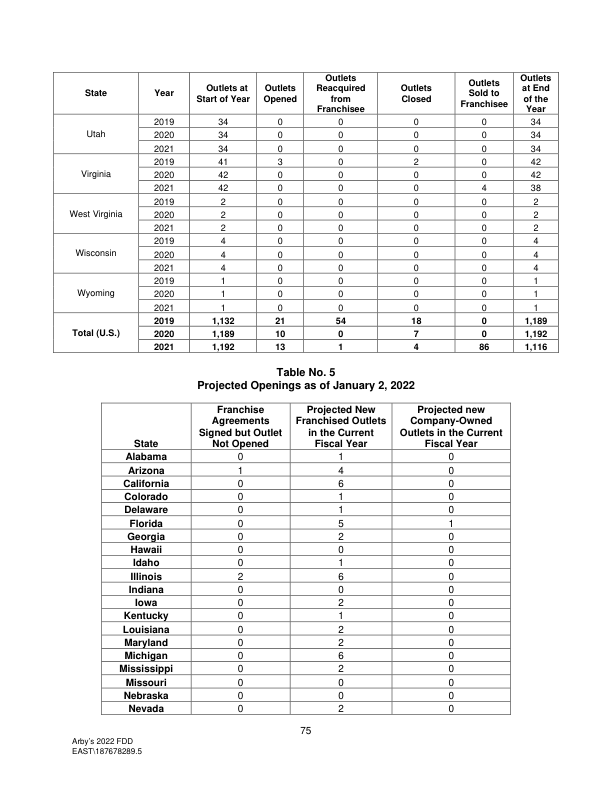 State Year Outlets at Start of Year Outlets Opened Outlets Reacquired from Franchisee Outlets Closed Outlets Sold to Franchisee Outlets at End of the Year
Utah 2019 34 0 0 0 0 34
2020 34 0 0 0 0 34
2021 34 0 0 0 0 34
Virginia 2019 41 3 0 2 0 42
2020 42 0 0 0 0 42
2021 42 0 0 0 4 38
West Virginia 2019 2 0 0 0 0 2
2020 2 0 0 0 0 2
2021 2 0 0 0 0 2
Wisconsin 2019 4 0 0 0 0 4
2020 4 0 0 0 0 4
2021 4 0 0 0 0 4
Wyoming 2019 1 0 0 0 0 1
2020 1 0 0 0 0 1
2021 1 0 0 0 0 1
Total (U.S.) 2019 1,132 21 54 18 0 1,189
2020 1,189 10 0 7 0 1,192
2021 1,192 13 1 4 86 1,116
Table No. 5
Projected Openings as of January 2, 2022
State Franchise Agreements Signed but Outlet Not Opened Projected New Franchised Outlets in the Current Fiscal Year Projected new Company-Owned Outlets in the Current Fiscal Year
Alabama 0 1 0
Arizona 1 4 0
California 0 6 0
Colorado 0 1 0
Delaware 0 1 0
Florida 0 5 1
Georgia 0 2 0
Hawaii 0 0 0
Idaho 0 1 0
Illinois 2 6 0
Indiana 0 0 0
Iowa 0 2 0
Kentucky 0 1 0
Louisiana 0 2 0
Maryland 0 2 0
Michigan 0 6 0
Mississippi 0 2 0
Missouri 0 0 0
Nebraska 0 0 0
Nevada 0 2 0
75
Arby's 2022 FDD
EAST\187678289.5